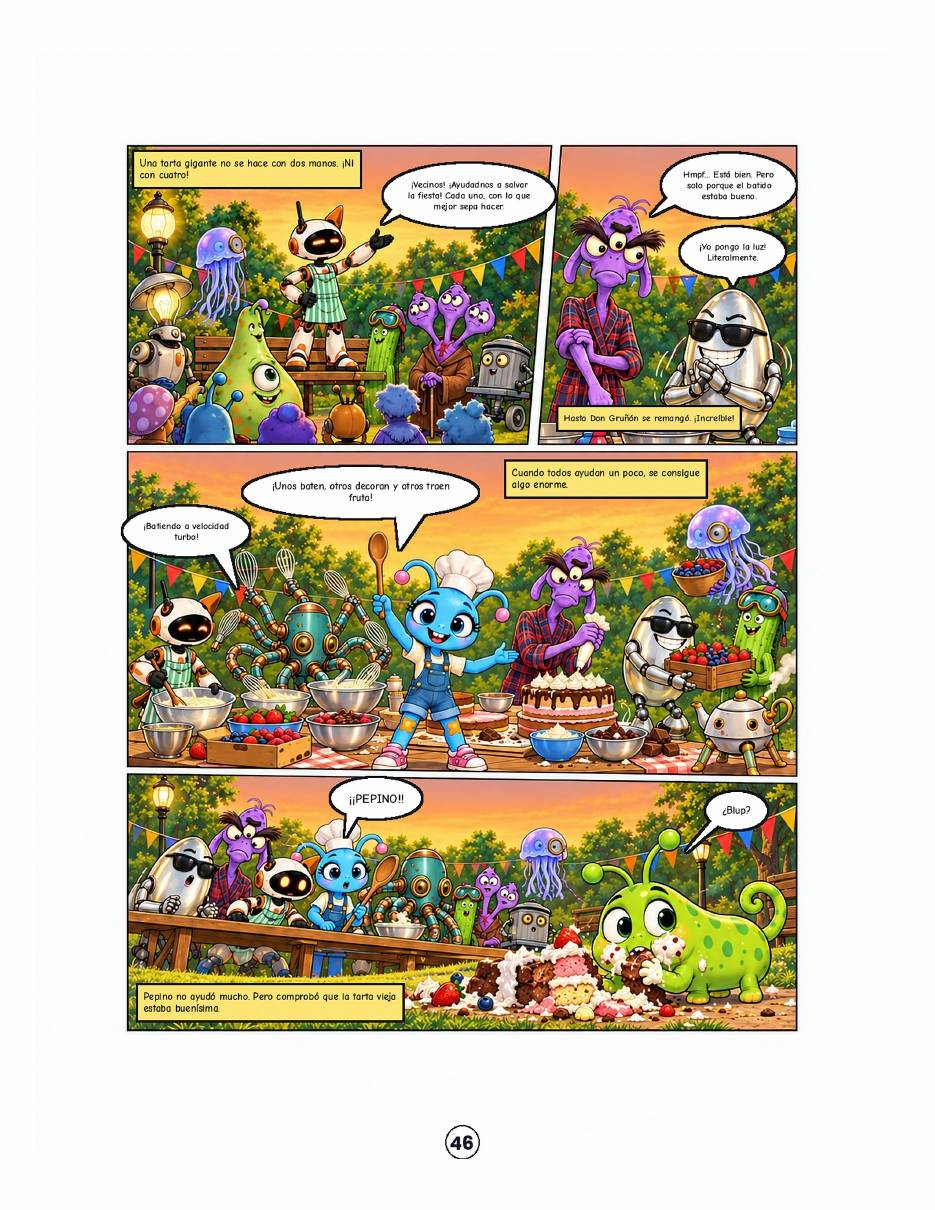 Una tarta gigante no se hace con dos manos. ¡Ni
con cuatro!
¡Vecinos! ¡Ayudadnos a salvar
la fiesta! Cada uno, con lo que
mejor sepa hacer.
Hmpf... Está bien. Pero
solo porque el batido
estaba bueno.
¡Yo pongo la luz!
Literalmente.
Hasta Don Gruñón se remangó. ¡Increíble!
¡Batiendo a velocidad
turbo!
¡Unos baten, otros decoran y otros traen
fruta!
Cuando todos ayudan un poco, se consigue
algo enorme.
¡¡PEPINO!!
¿Blup?
Pepino no ayudó mucho. Pero comprobó que la tarta vieja
estaba buenísima.
46